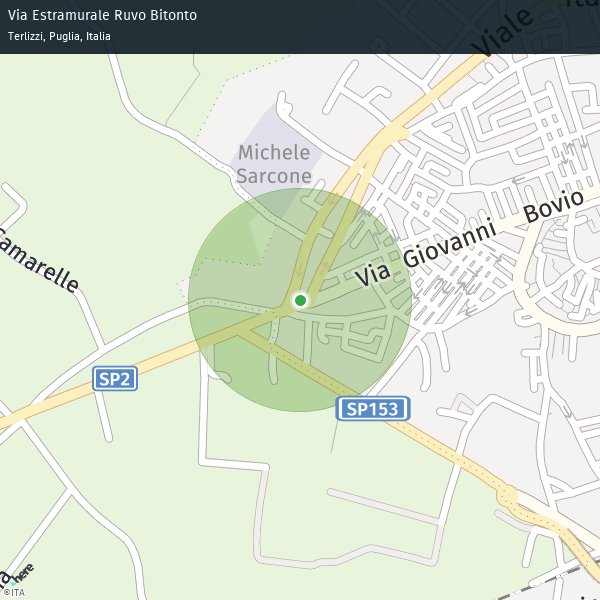 Via Estramurale Ruvo Bitonto
Terlizzi, Puglia, Italia
Viale
Michele
Sarcone
Via Giovanni Bovio
Camarelle
SP2
SP153
here
©ITA